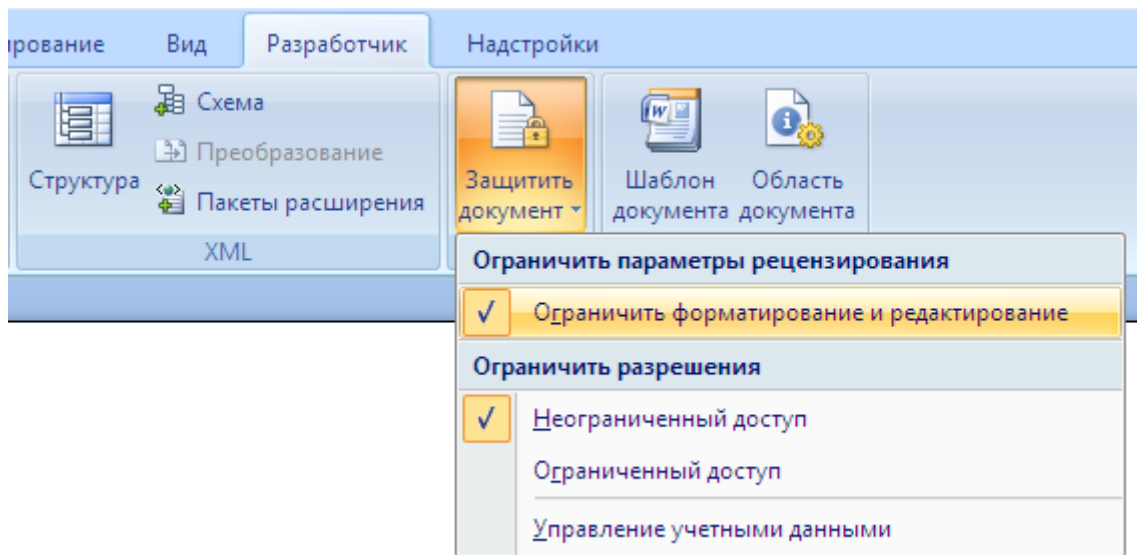 рование Вид Разработчик Надстройки
Схема
Преобразование
Структура
Пакеты расширения
XML
Защитить
документ
Шаблон
документа
Область
документа
Ограничить параметры рецензирования
Ограничить форматирование и редактирование
Ограничить разрешения
Неограниченный доступ
Ограниченный доступ
Управление учетными данными